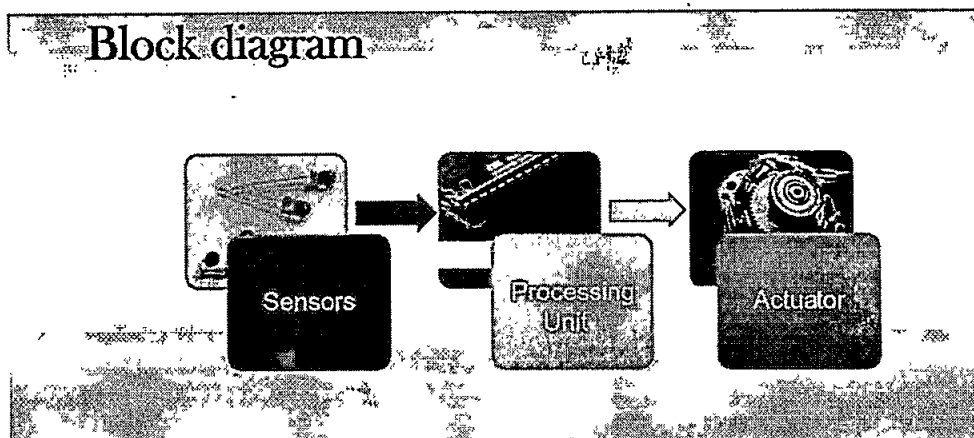 Block diagram
Sensors
Processing
Unit
Actuator